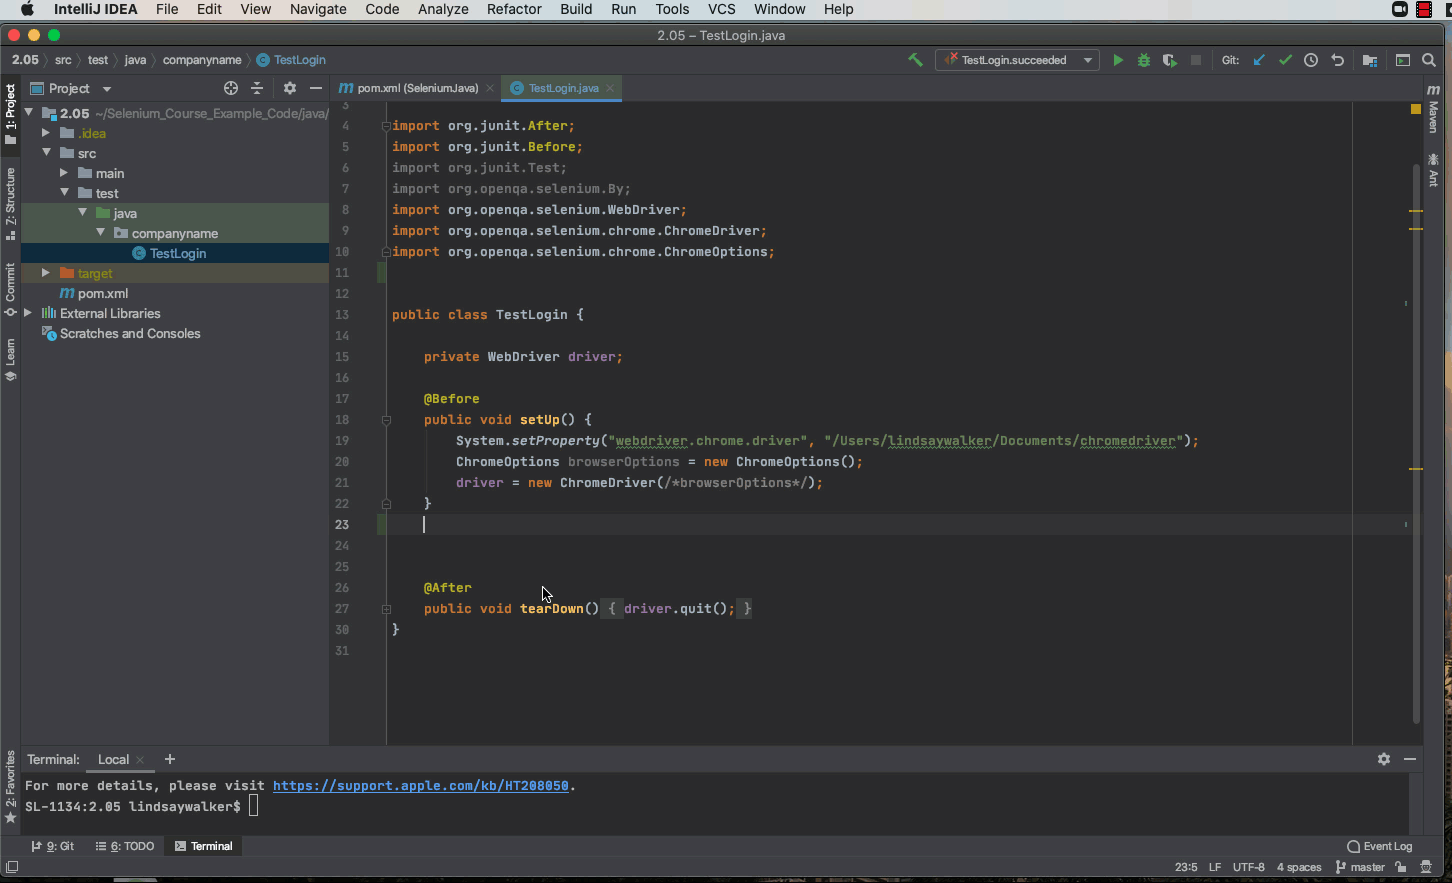 IntelliJ IDEA File Edit View Navigate Code Analyze Refactor Build Run Tools VCS Window Help
2.05 – TestLogin.java
2.05 src test java companyname TestLogin
TestLogin.succeeded Git:
1: Project
7: Structure
Commit
Learn
2: Favorites
Project
2.05 ~/Selenium_Course_Example_Code/java/
.idea
src
main
test
java
companyname
TestLogin
target
pom.xml
External Libraries
Scratches and Consoles
pom.xml (SeleniumJava) TestLogin.java
3
4 import org.junit.After;
5 import org.junit.Before;
6 import org.junit.Test;
7 import org.openqa.selenium.By;
8 import org.openqa.selenium.WebDriver;
9 import org.openqa.selenium.chrome.ChromeDriver;
10 import org.openqa.selenium.chrome.ChromeOptions;
11
12
13 public class TestLogin {
14
15 private WebDriver driver;
16
17 @Before
18 public void setUp() {
19 System.setProperty("webdriver.chrome.driver", "/Users/lindsaywalker/Documents/chromedriver");
20 ChromeOptions browserOptions = new ChromeOptions();
21 driver = new ChromeDriver(/*browserOptions*/);
22 }
23
24
25
26 @After
27 public void tearDown() { driver.quit(); }
30 }
31
Maven
Ant
Terminal: Local
For more details, please visit https://support.apple.com/kb/HT208050.
SL-1134:2.05 lindsaywalker$
9: Git 6: TODO Terminal Event Log
23:5 LF UTF-8 4 spaces master